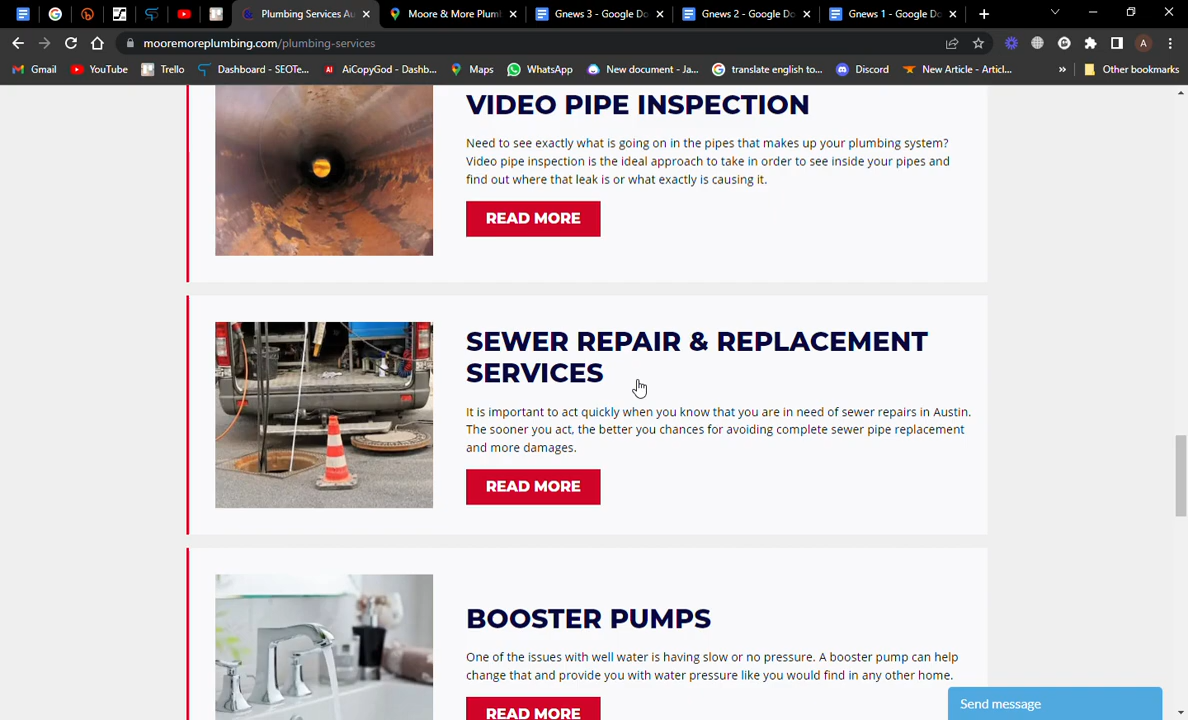 Plumbing Services Au
Moore & More Plumb
Gnews 3 - Google Do
Gnews 2 - Google Do
Gnews 1 - Google Do
mooremoreplumbing.com/plumbing-services
A
Gmail
YouTube
Trello
Dashboard - SEOTe...
AI
AiCopyGod - Dashb...
Maps
WhatsApp
New document - Ja...
translate english to...
Discord
New Article - Articl...
»
Other bookmarks
VIDEO PIPE INSPECTION
Need to see exactly what is going on in the pipes that makes up your plumbing system?
Video pipe inspection is the ideal approach to take in order to see inside your pipes and
find out where that leak is or what exactly is causing it.
READ MORE
SEWER REPAIR & REPLACEMENT
SERVICES
It is important to act quickly when you know that you are in need of sewer repairs in Austin.
The sooner you act, the better you chances for avoiding complete sewer pipe replacement
and more damages.
READ MORE
BOOSTER PUMPS
One of the issues with well water is having slow or no pressure. A booster pump can help
change that and provide you with water pressure like you would find in any other home.
READ MORE
Send message